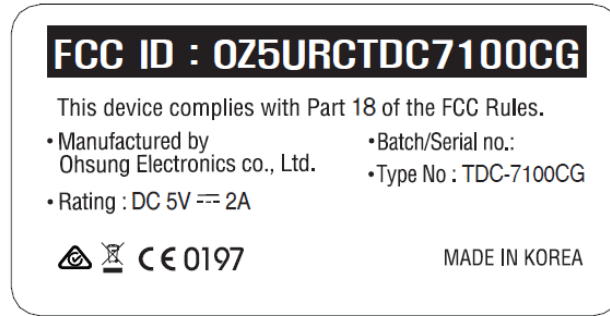 FCC ID : OZ5URCTDC7100CG
This device complies with Part 18 of the FCC Rules.
• Manufactured by
Ohsung Electronics co., Ltd.
• Rating : DC 5V ⎓ 2A
• Batch/Serial no.:
• Type No : TDC-7100CG
CE 0197
MADE IN KOREA